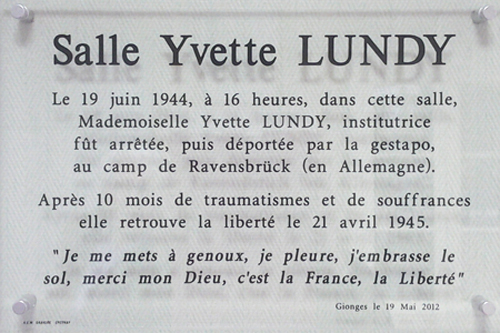 Salle Yvette LUNDY
Le 19 juin 1944, à 16 heures, dans cette salle,
Mademoiselle Yvette LUNDY, institutrice
fût arrêtée, puis déportée par la gestapo,
au camp de Ravensbrück (en Allemagne).
Après 10 mois de traumatismes et de souffrances
elle retrouve la liberté le 21 avril 1945.
"Je me mets à genoux, je pleure, j'embrasse le
sol, merci mon Dieu, c'est la France, la Liberté"
Gionges le 19 Mai 2012